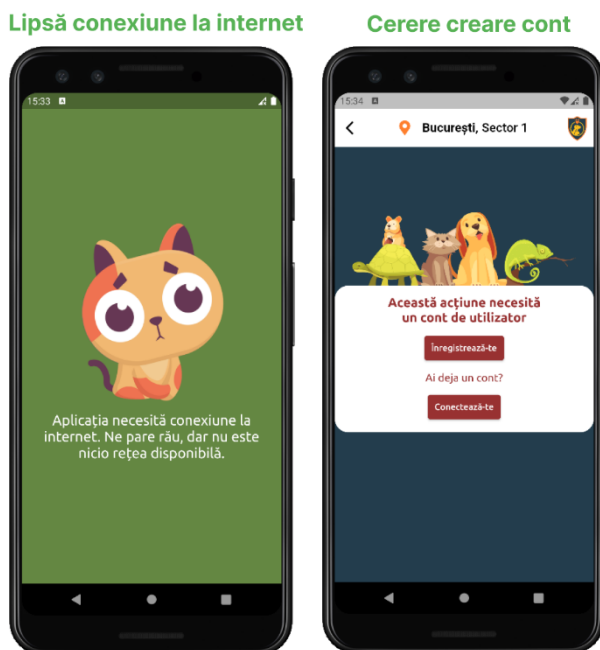 Lipsă conexiune la internet
Cerere creare cont
15:33
Aplicația necesită conexiune la
internet. Ne pare rău, dar nu este
nicio rețea disponibilă.
15:34
București, Sector 1
Această acțiune necesită
un cont de utilizator
Înregistrează-te
Ai deja un cont?
Conectează-te